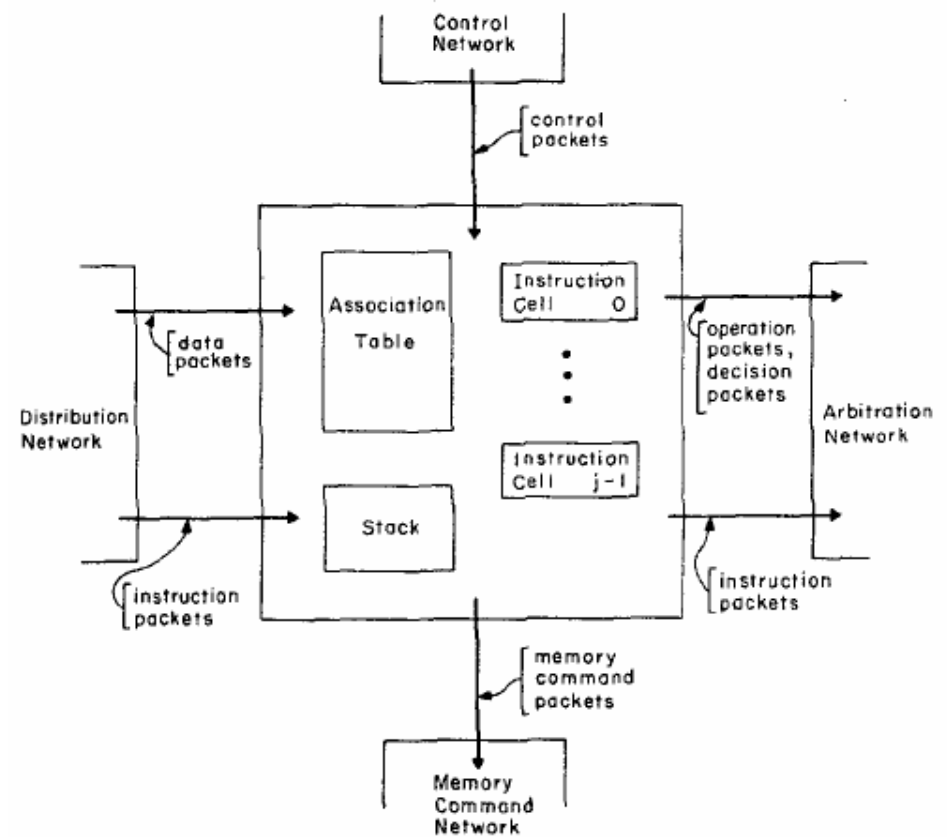 Control
Network
control
packets
Association
Table
Instruction
Cell 0
data
packets
operation
packets,
decision
packets
Distribution
Network
Arbitration
Network
Instruction
Cell j-1
Stack
instruction
packets
instruction
packets
memory
command
packets
Memory
Command
Network